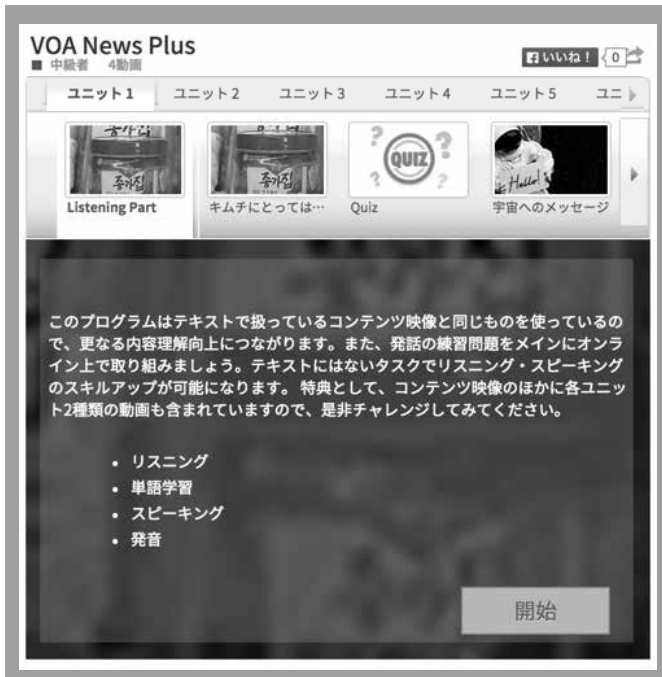 VOA News Plus
■ 中級者 4動画
いいね! 0
ユニット1 ユニット2 ユニット3 ユニット4 ユニット5 ユニ
종가집
종가집
QUIZ
Hello!
Listening Part キムチにとっては… Quiz 宇宙へのメッセージ
このプログラムはテキストで扱っているコンテンツ映像と同じものを使っているの
で、更なる内容理解向上につながります。また、発話の練習問題をメインにオンラ
イン上で取り組みましょう。テキストにはないタスクでリスニング・スピーキング
のスキルアップが可能になります。 特典として、コンテンツ映像のほかに各ユニッ
ト2種類の動画も含まれていますので、是非チャレンジしてみてください。
• リスニング
• 単語学習
• スピーキング
• 発音
開始